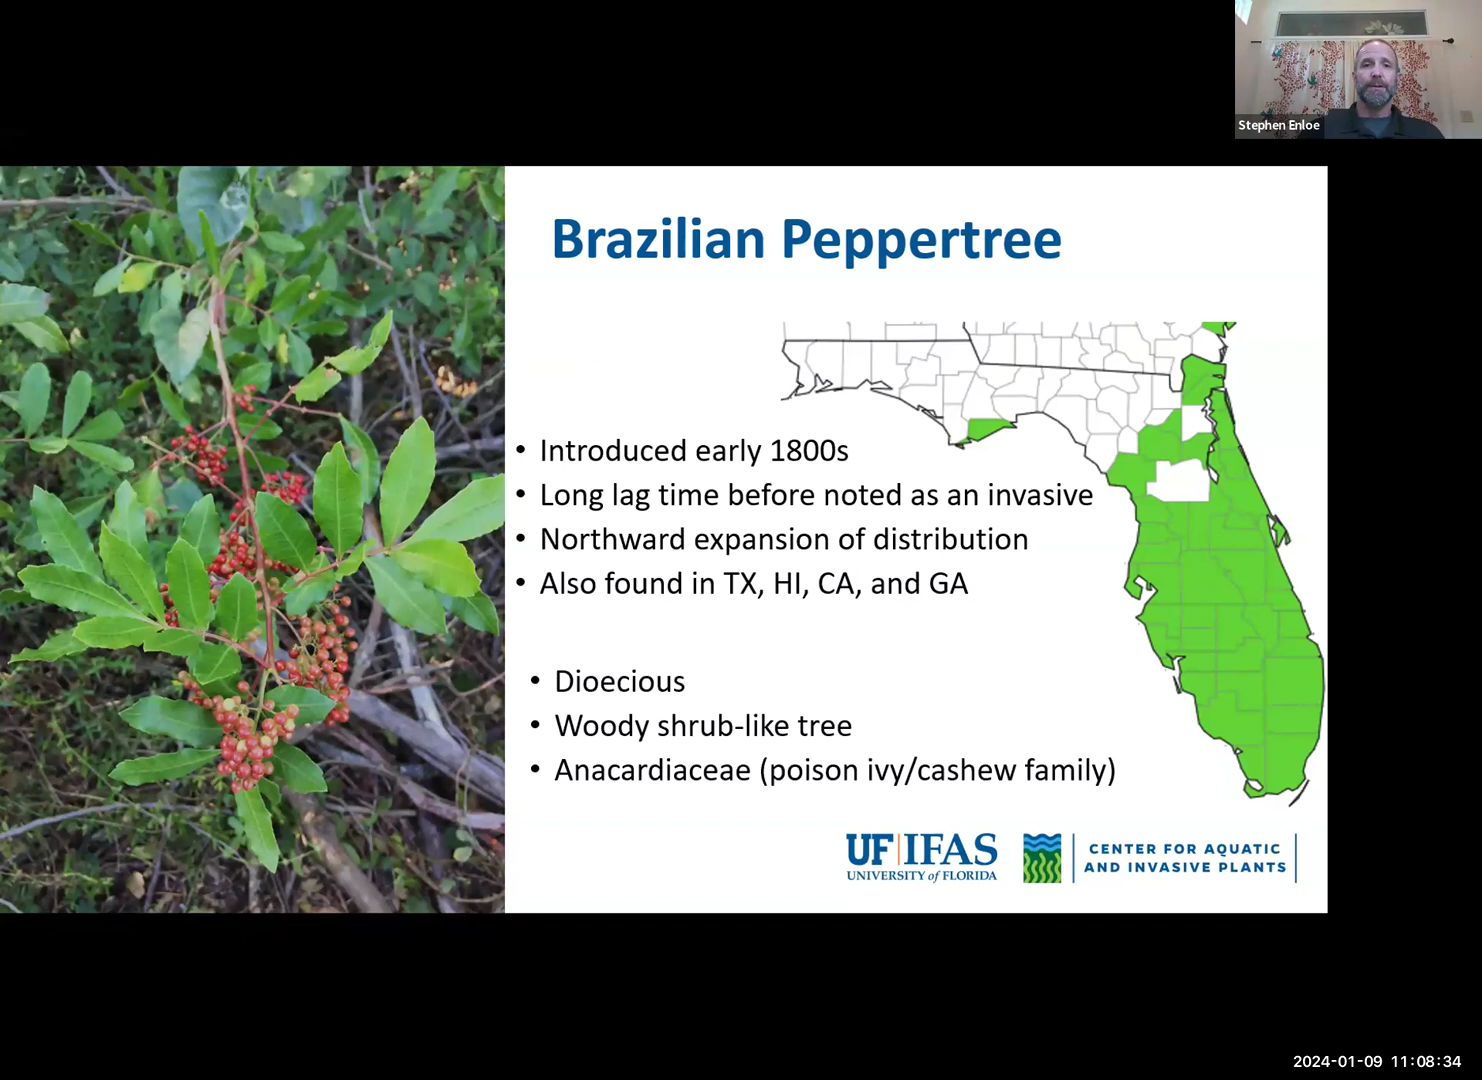 Stephen Enloe
Brazilian Peppertree
• Introduced early 1800s
• Long lag time before noted as an invasive
• Northward expansion of distribution
• Also found in TX, HI, CA, and GA
• Dioecious
• Woody shrub-like tree
• Anacardiaceae (poison ivy/cashew family)
UF|IFAS
UNIVERSITY of FLORIDA
CENTER FOR AQUATIC
AND INVASIVE PLANTS
2024-01-09 11:08:34